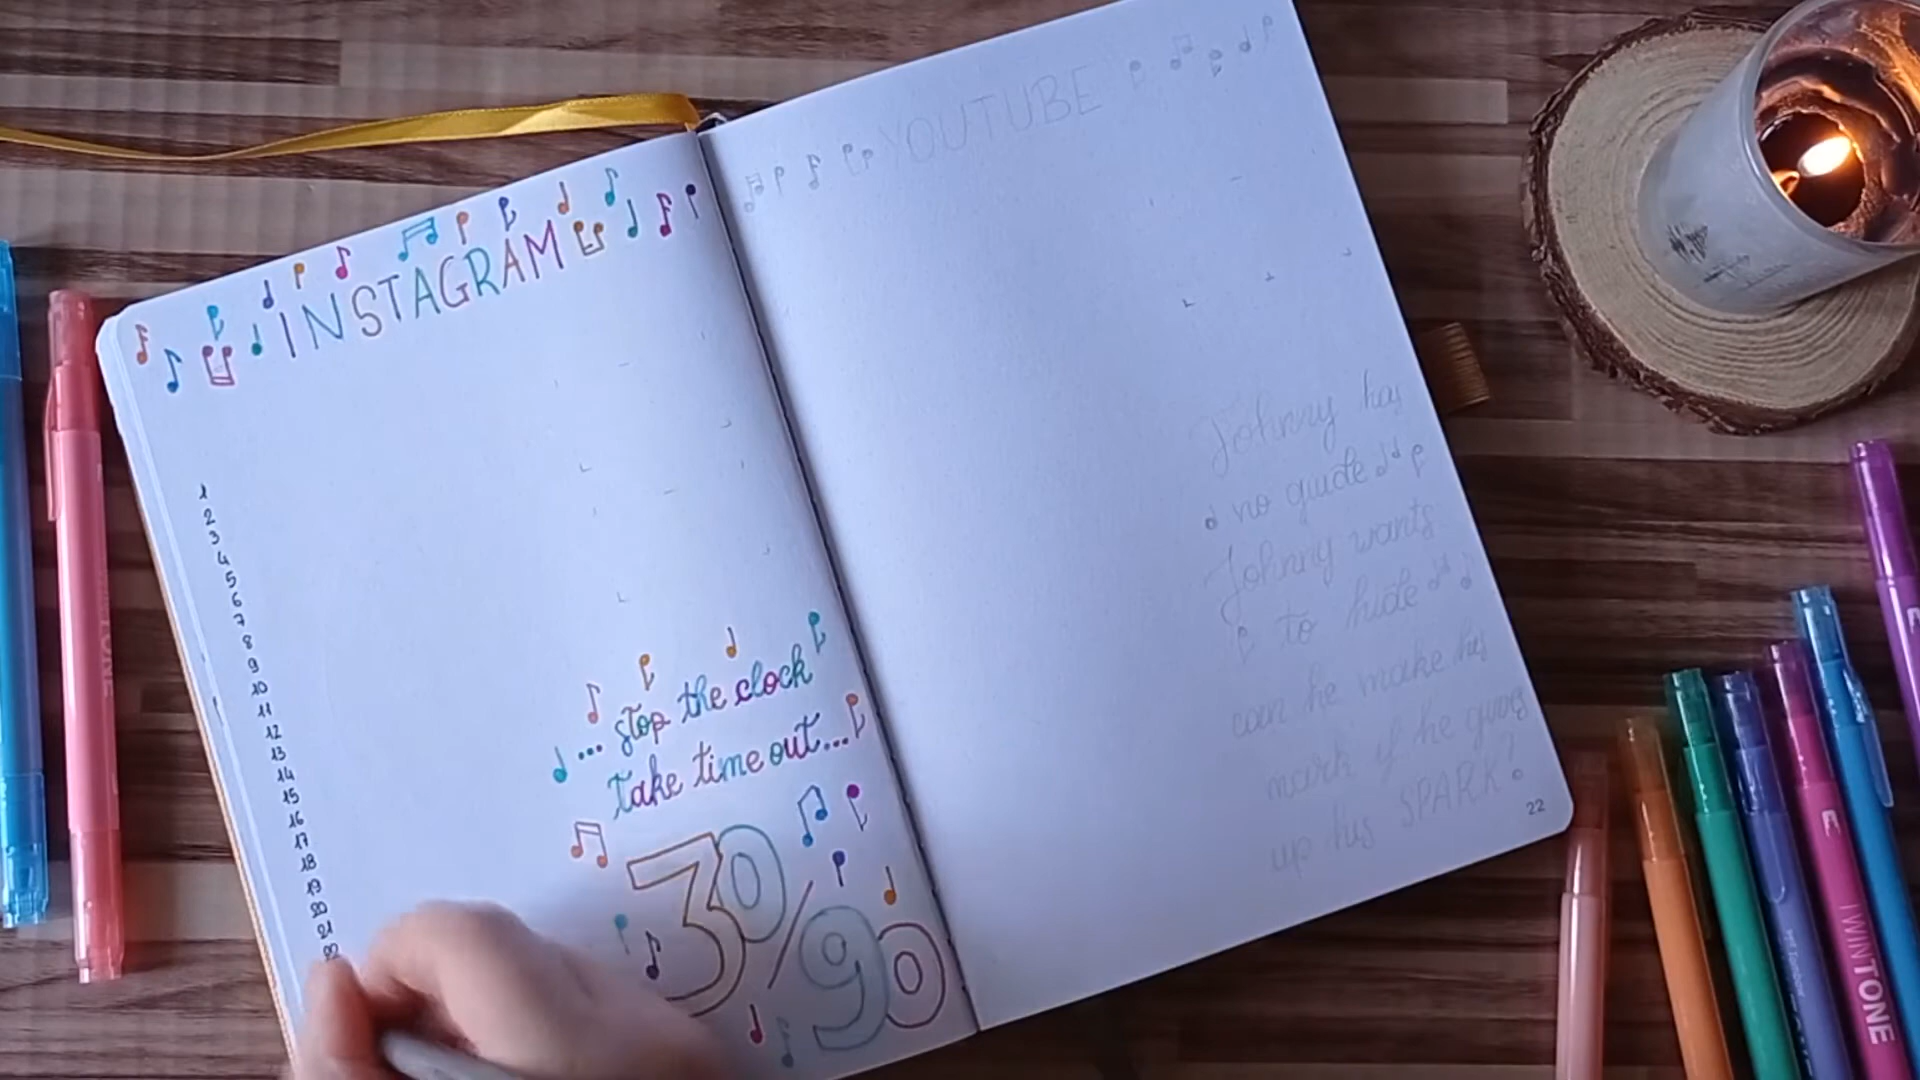 INSTAGRAM
1
2
3
4
5
6
7
8
9
10
11
12
13
14
15
16
17
18
19
20
21
22
... stop the clock
take time out...
30/90
YOUTUBE
Johnny has
no guide
Johnny wants
to hide
can he make his
mark if he gives
up his SPARK?
22
TWINTONE